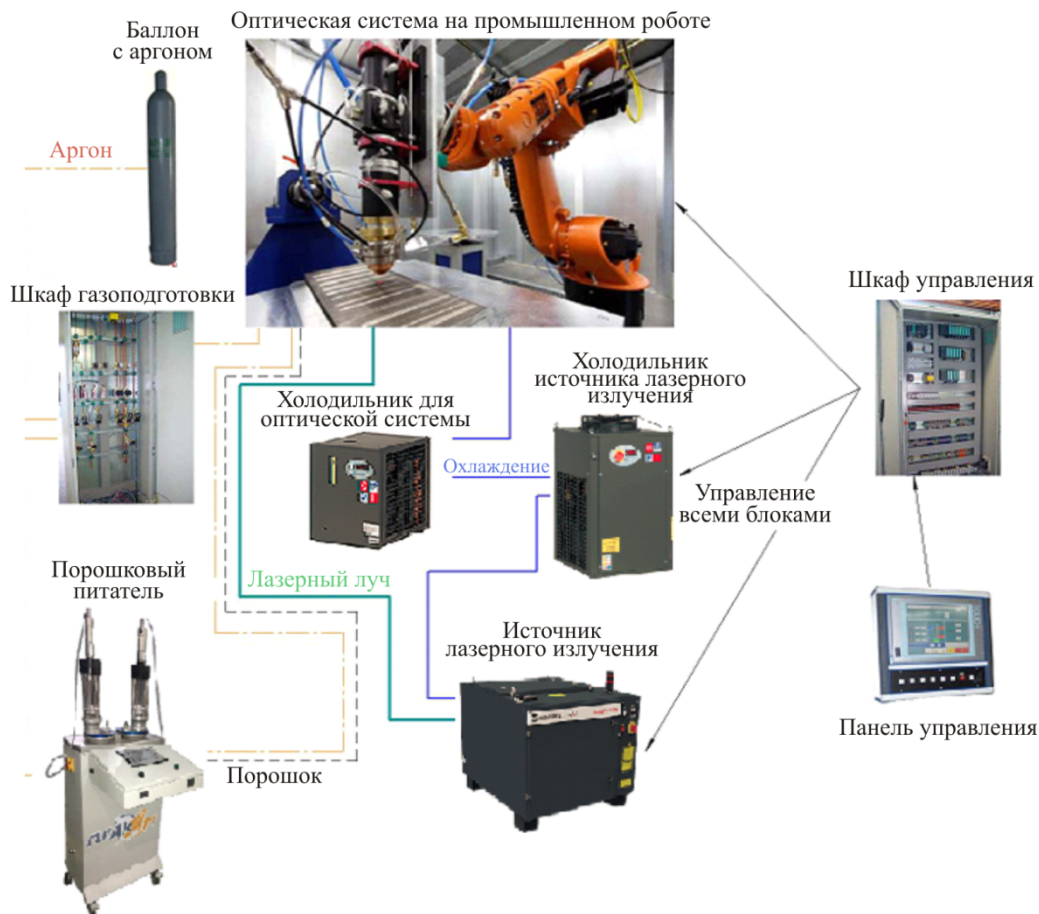 Баллон
с аргоном
Оптическая система на промышленном роботе
Аргон
Шкаф газоподготовки
Шкаф управления
Холодильник для
оптической системы
Холодильник
источника лазерного
излучения
Охлаждение
Управление
всеми блоками
Порошковый
питатель
Лазерный луч
Источник
лазерного излучения
Панель управления
Порошок